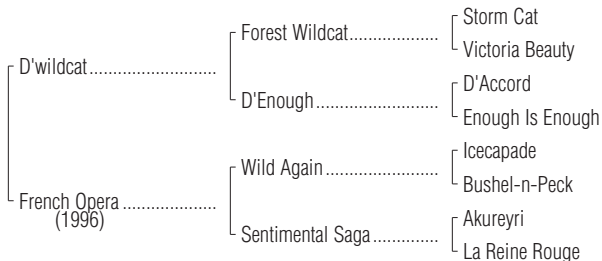 Storm Cat
Forest Wildcat..................
Victoria Beauty
D'wildcat.........................
D'Accord
D'Enough........................
Enough Is Enough
Icecapade
Wild Again ......................
Bushel-n-Peck
French Opera ...................
(1996)
Akureyri
Sentimental Saga.............
La Reine Rouge